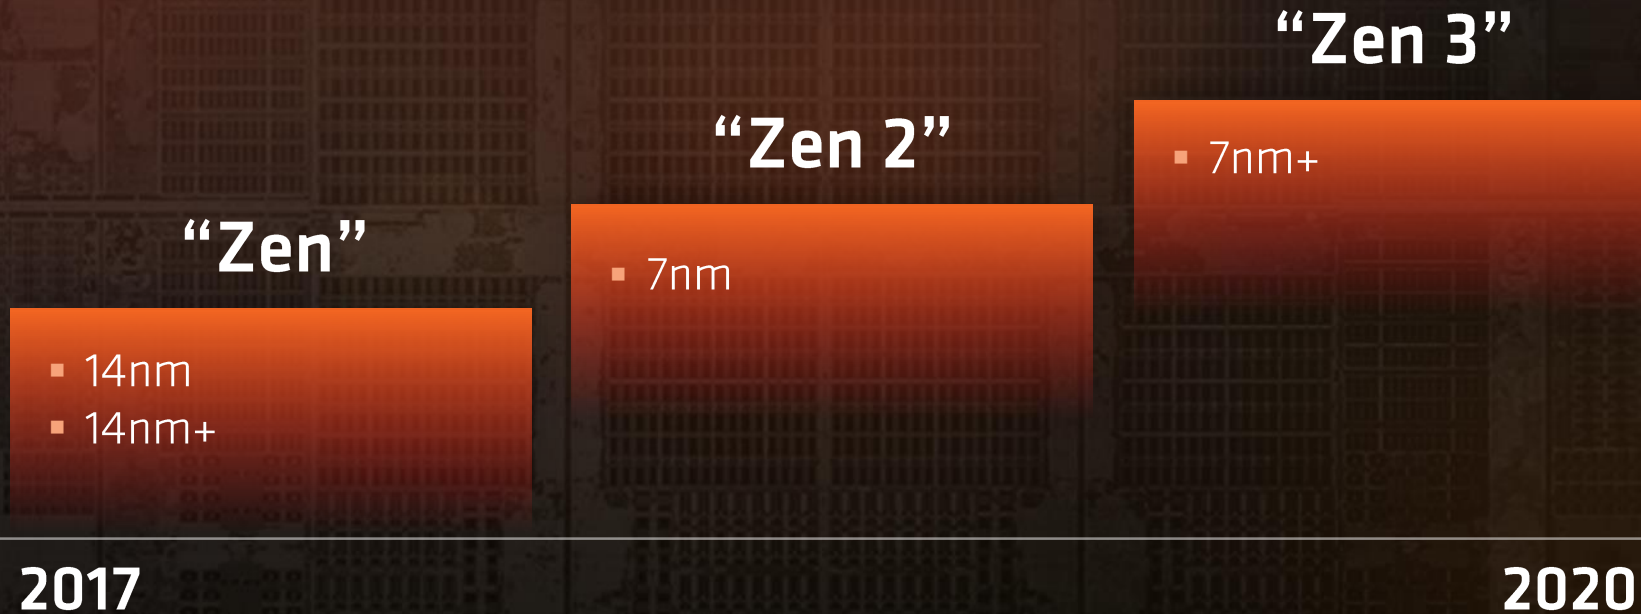 “Zen”
▪ 14nm
▪ 14nm+
“Zen 2”
▪ 7nm
“Zen 3”
▪ 7nm+
2017
2020